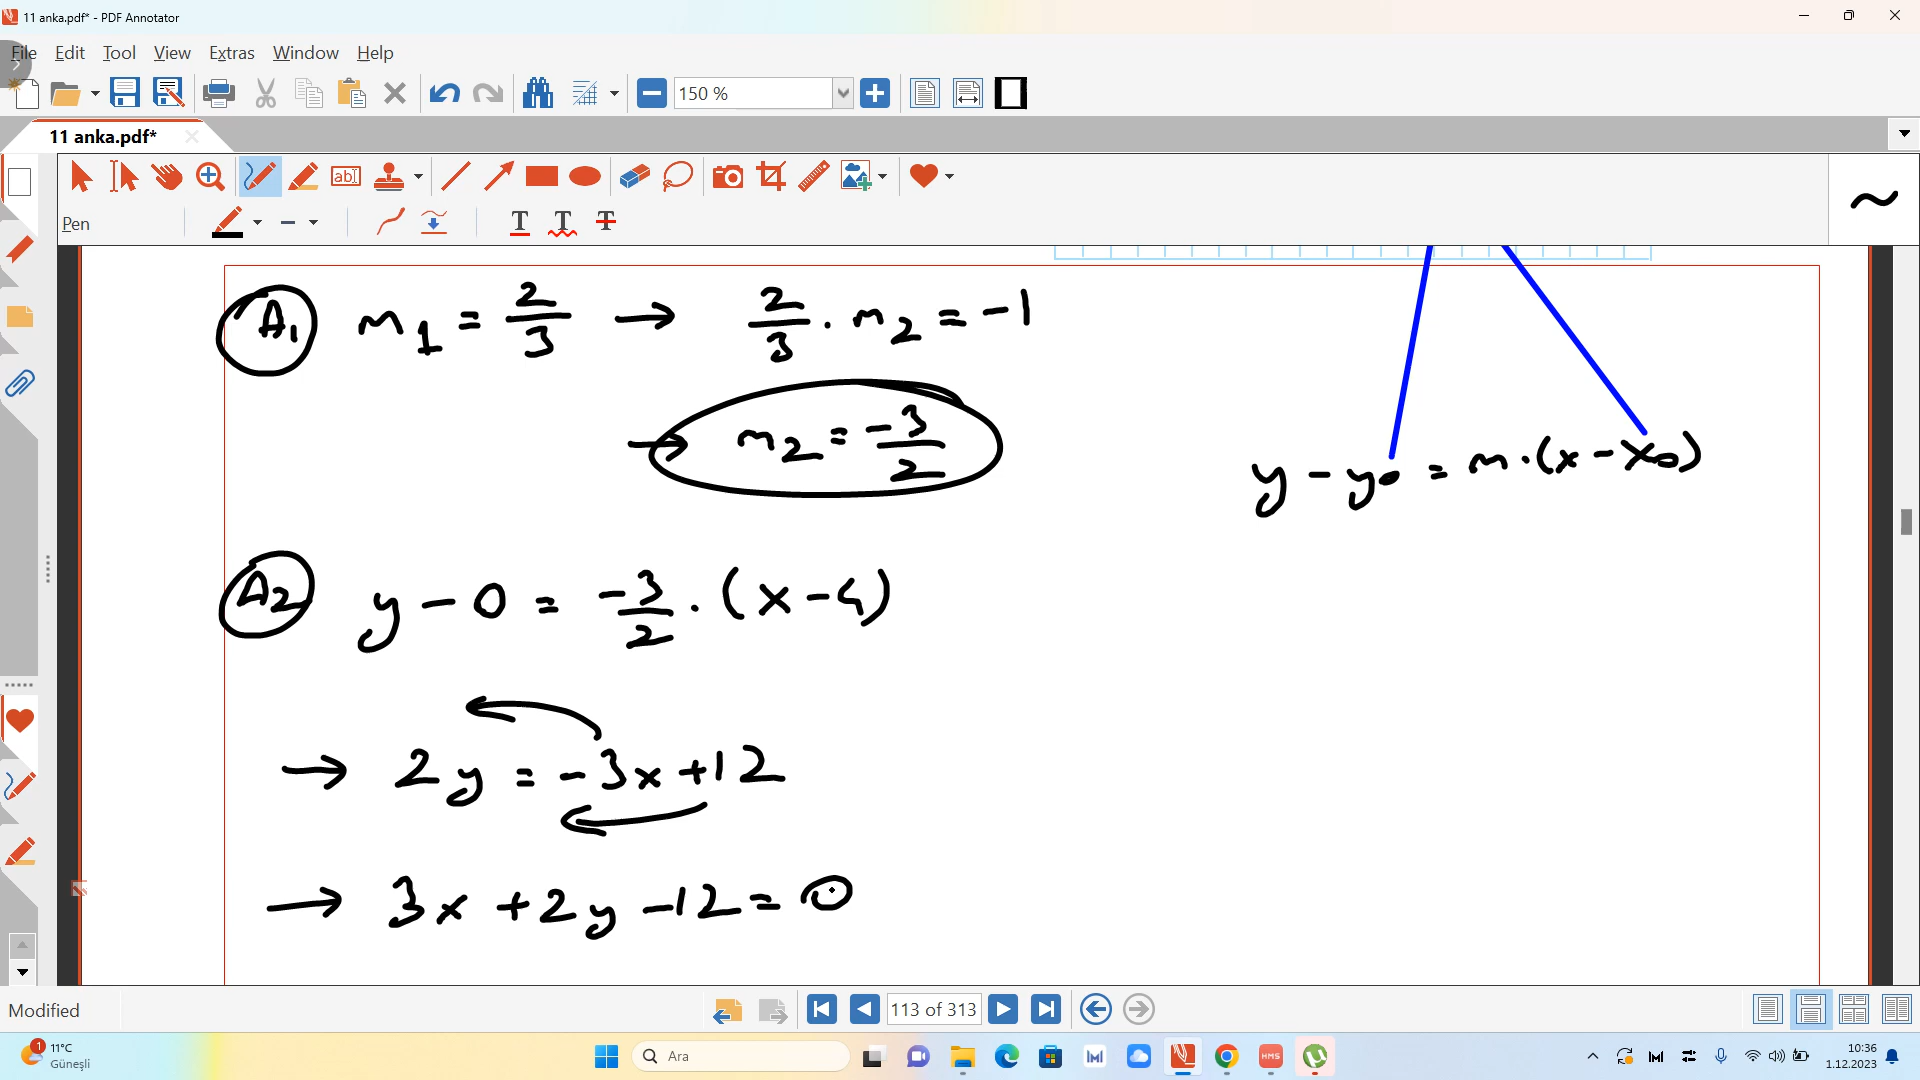 11 anka.pdf* - PDF Annotator
File Edit Tool View Extras Window Help
150 %
11 anka.pdf*
Pen
A1 m1 = 2/3 → 2/3 . m2 = -1
→ m2 = -3/2
y - y0 = m . (x - x0)
A2 y - 0 = -3/2 . (x - 4)
→ 2y = -3x + 12
→ 3x + 2y - 12 = 0
Modified
113 of 313
1
11°C
Güneşli
Ara
HMS
10:36
1.12.2023